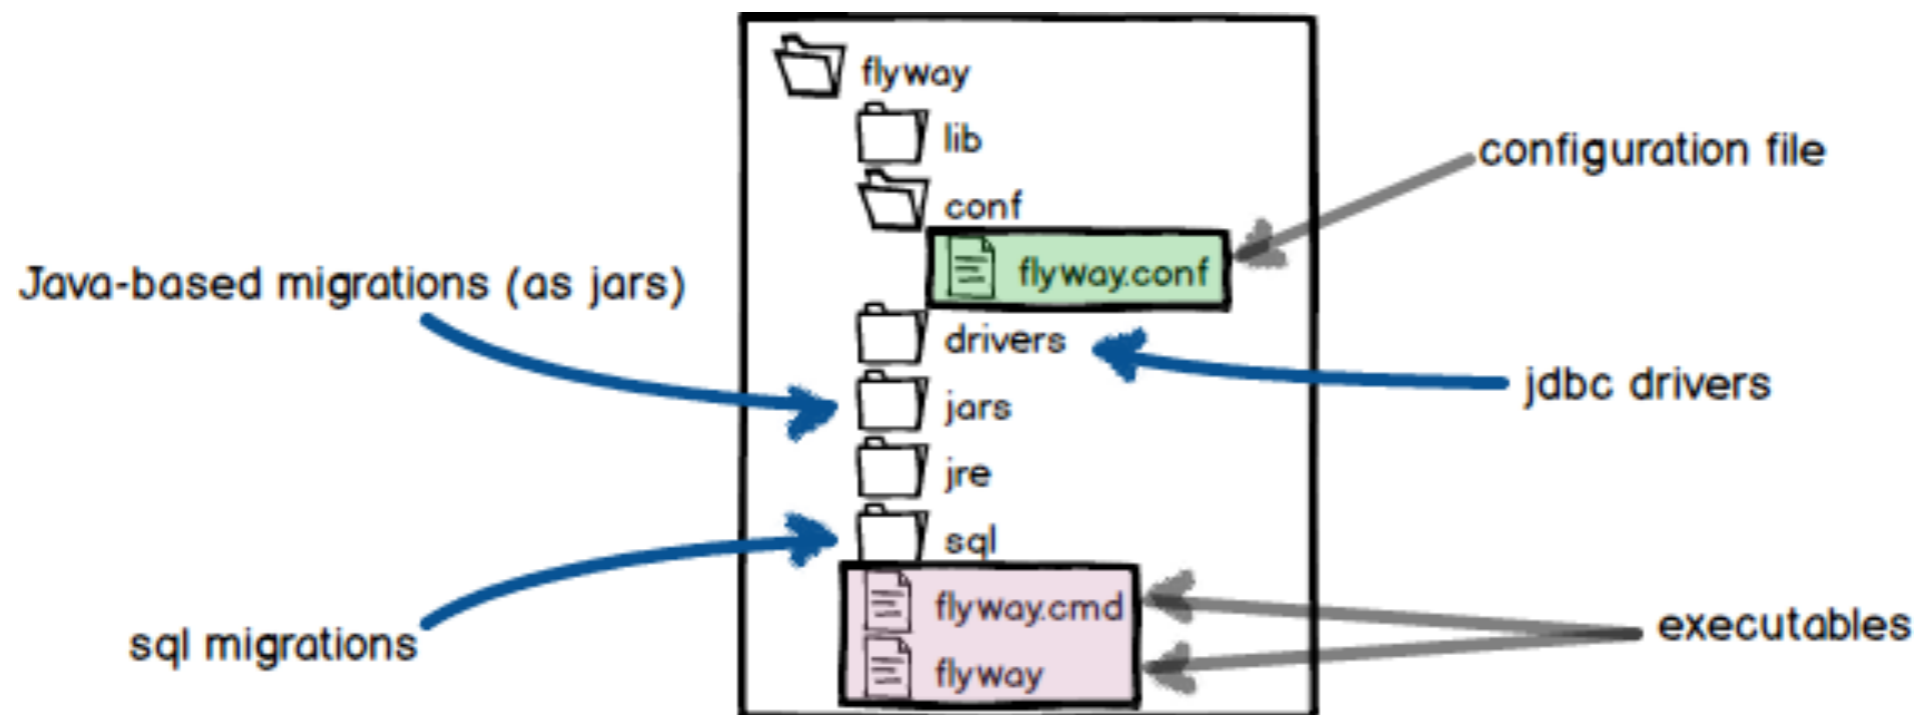 flyway
lib
configuration file
conf
flyway.conf
Java-based migrations (as jars)
drivers
jdbc drivers
jars
jre
sql
flyway.cmd
executables
sql migrations
flyway